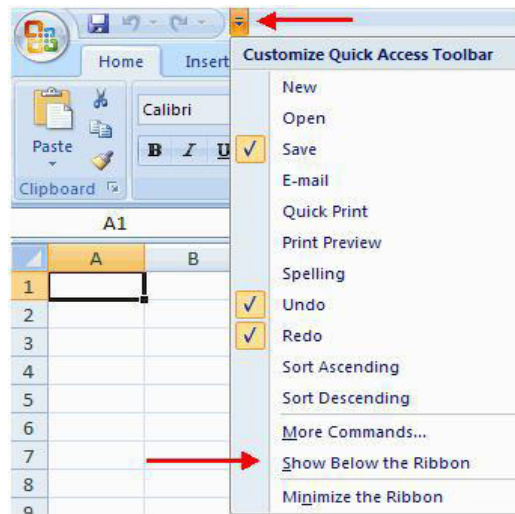 Home Insert
Customize Quick Access Toolbar
New
Open
Save
E-mail
Quick Print
Print Preview
Spelling
Undo
Redo
Sort Ascending
Sort Descending
More Commands...
Show Below the Ribbon
Minimize the Ribbon
Calibri
Paste
B I U
Clipboard
A1
A B
1
2
3
4
5
6
7
8
9